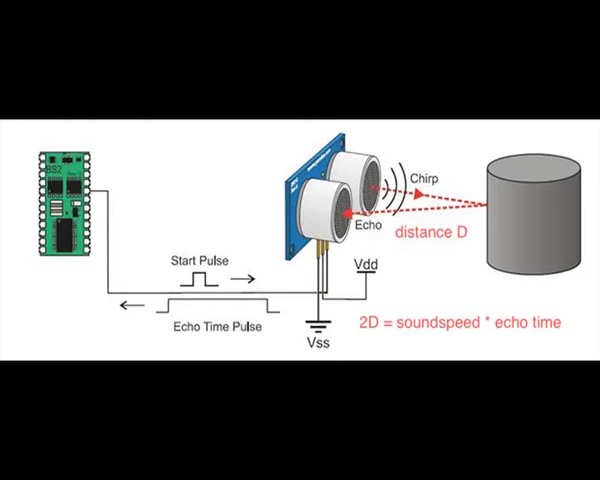 BS2
Chirp
Echo
distance D
Start Pulse
Vdd
Echo Time Pulse
2D = soundspeed * echo time
Vss